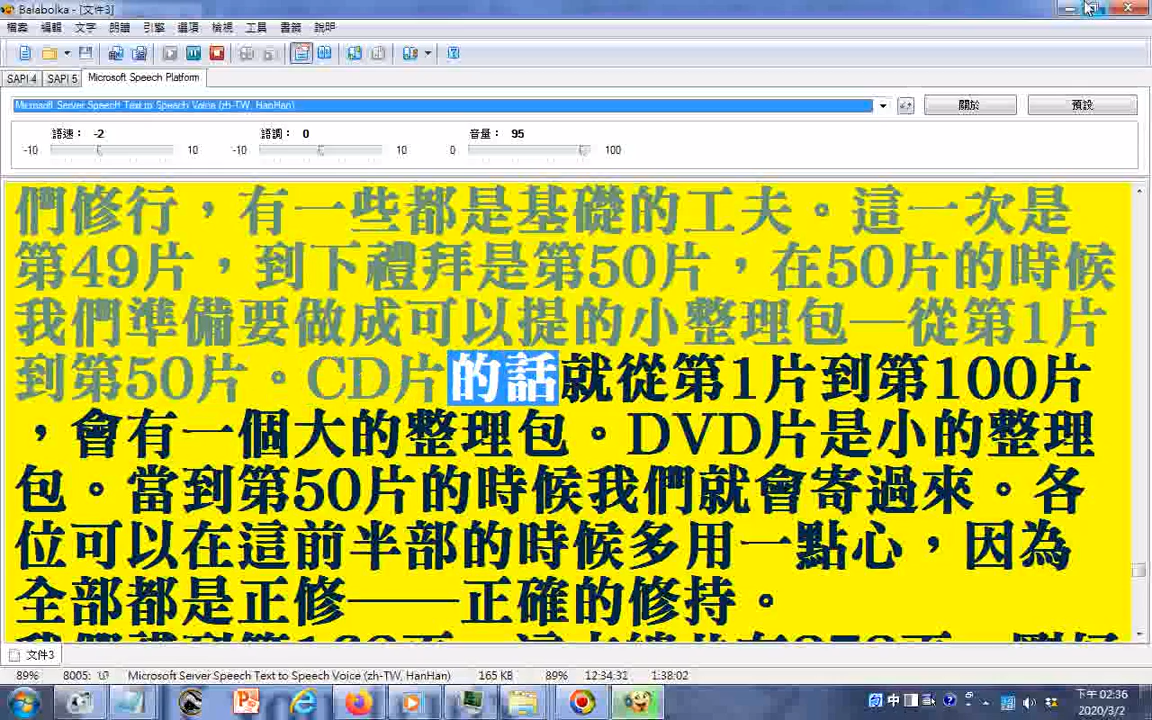 Balabolka - [文件3]
檔案 編輯 文字 朗讀 引擎 選項 檢視 工具 書籤 說明
SAPI 4 SAPI 5 Microsoft Speech Platform
Microsoft Server Speech Text to Speech Voice (zh-TW, HanHan)
關於 預設
語速： -2 語調： 0 音量： 95
-10 10 -10 10 0 100
們修行，有一些都是基礎的工夫。這一次是
第49片，到下禮拜是第50片，在50片的時候
我們準備要做成可以提的小整理包—從第1片
到第50片。CD片的話就從第1片到第100片
，會有一個大的整理包。DVD片是小的整理
包。當到第50片的時候我們就會寄過來。各
位可以在這前半部的時候多用一點心，因為
全部都是正修——正確的修持。
文件3
89% 8005: Microsoft Server Speech Text to Speech Voice (zh-TW, HanHan) 165 KB 89% 12:34:31 1:38:02
中 下午 02:36
2020/3/2